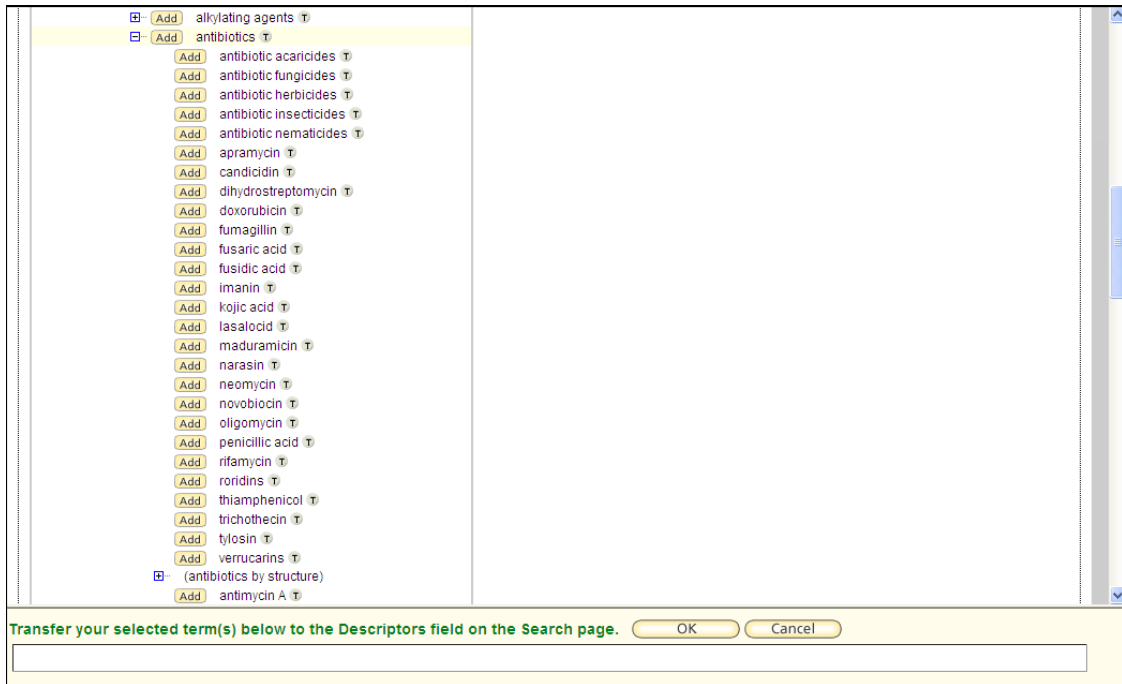 Add alkylating agents T
Add antibiotics T
Add antibiotic acaricides T
Add antibiotic fungicides T
Add antibiotic herbicides T
Add antibiotic insecticides T
Add antibiotic nematicides T
Add apramycin T
Add candicidin T
Add dihydrostreptomycin T
Add doxorubicin T
Add fumagillin T
Add fusaric acid T
Add fusidic acid T
Add imanin T
Add kojic acid T
Add lasalocid T
Add maduramicin T
Add narasin T
Add neomycin T
Add novobiocin T
Add oligomycin T
Add penicillic acid T
Add rifamycin T
Add roridins T
Add thiamphenicol T
Add trichothecin T
Add tylosin T
Add verrucarins T
(antibiotics by structure)
Add antimycin A T
Transfer your selected term(s) below to the Descriptors field on the Search page. OK Cancel